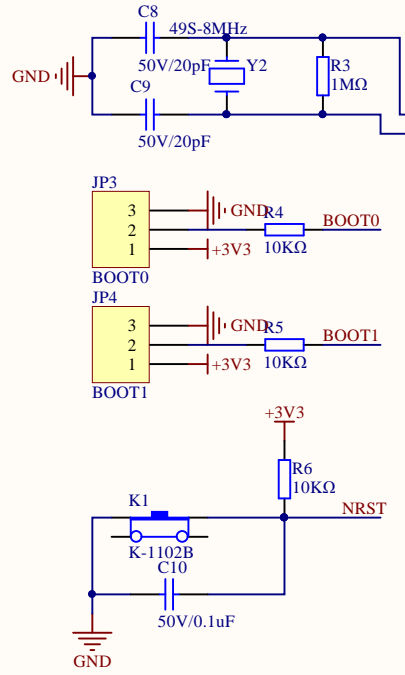 C8
49S-8MHz
50V/20pF
Y2
R3
1MΩ
GND
C9
50V/20pF
JP3
3
GND
R4
BOOT0
2
1
+3V3
10KΩ
BOOT0
JP4
3
GND
R5
BOOT1
2
1
+3V3
10KΩ
BOOT1
+3V3
R6
10KΩ
K1
NRST
K-1102B
C10
50V/0.1uF
GND